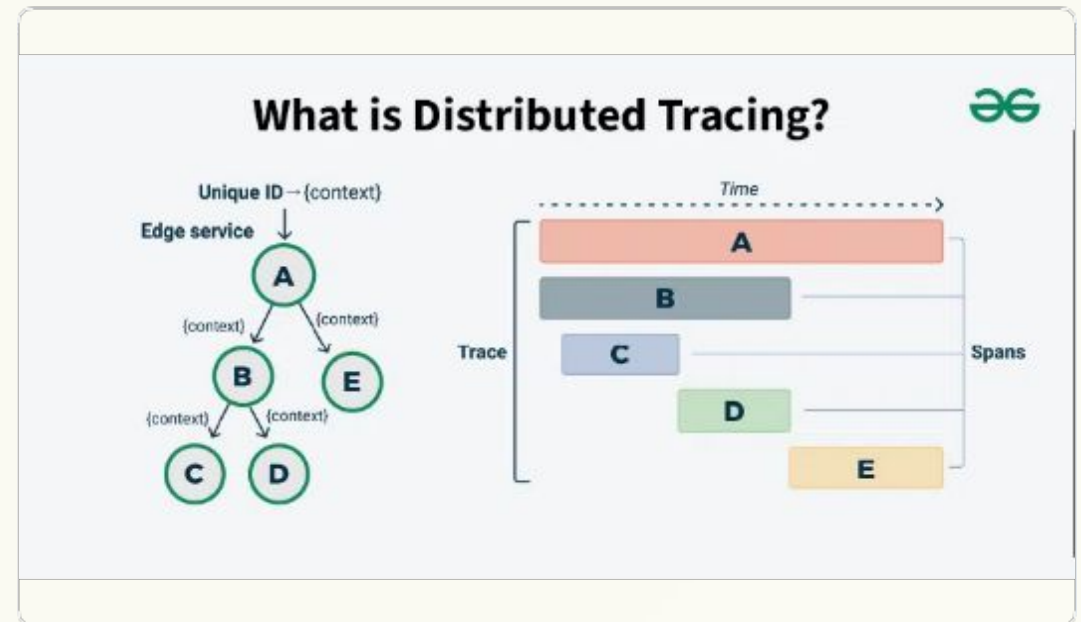 What is Distributed Tracing?
Unique ID→{context}
Edge service
A
{context}
{context}
B
E
{context}
{context}
C
D
Time
A
B
Trace
C
Spans
D
E